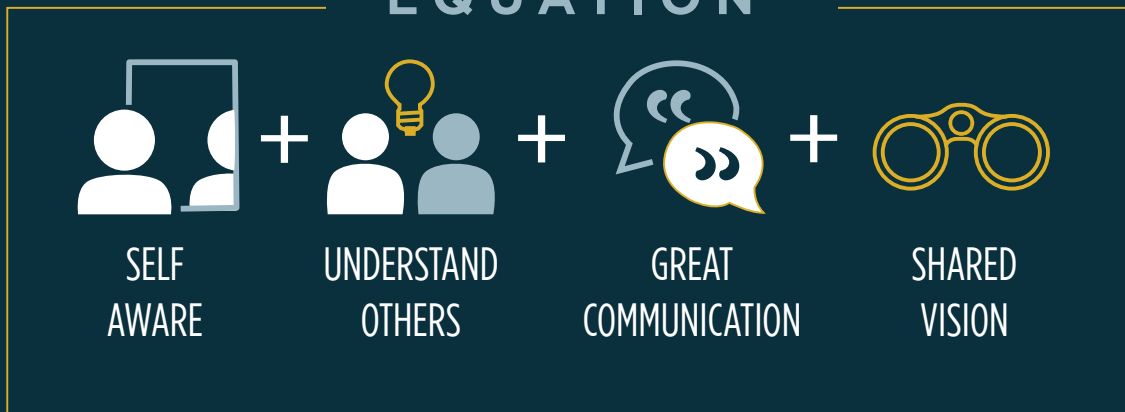 EQUATION
+ + +
SELF AWARE
UNDERSTAND OTHERS
GREAT COMMUNICATION
SHARED VISION